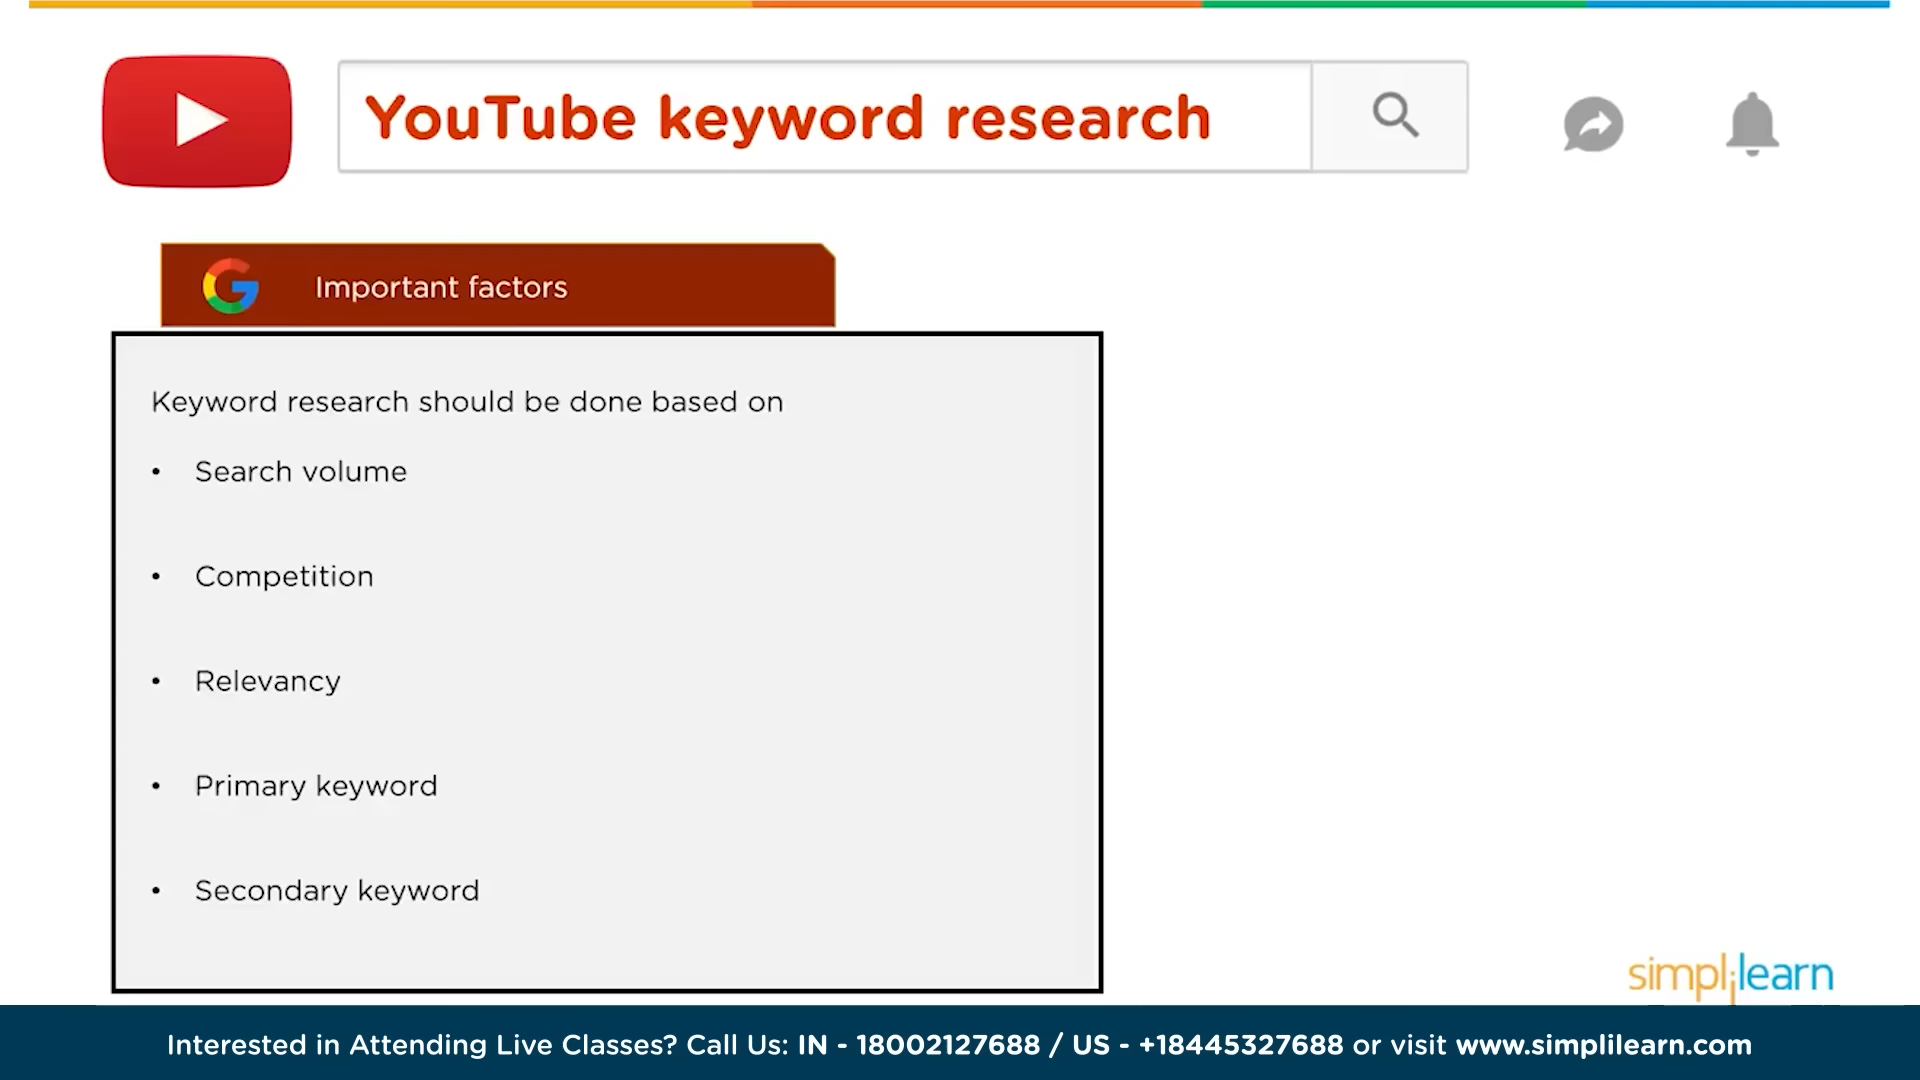 YouTube keyword research
Important factors
Keyword research should be done based on
• Search volume
• Competition
• Relevancy
• Primary keyword
• Secondary keyword
simplilearn
Interested in Attending Live Classes? Call Us: IN - 18002127688 / US - +18445327688 or visit www.simplilearn.com